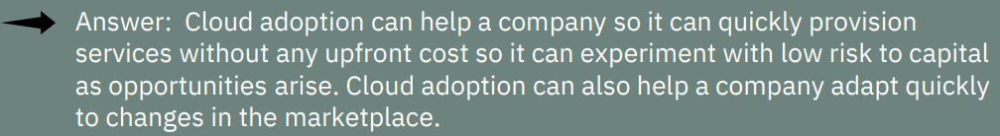 Answer:  Cloud adoption can help a company so it can quickly provision
services without any upfront cost so it can experiment with low risk to capital
as opportunities arise. Cloud adoption can also help a company adapt quickly
to changes in the marketplace.